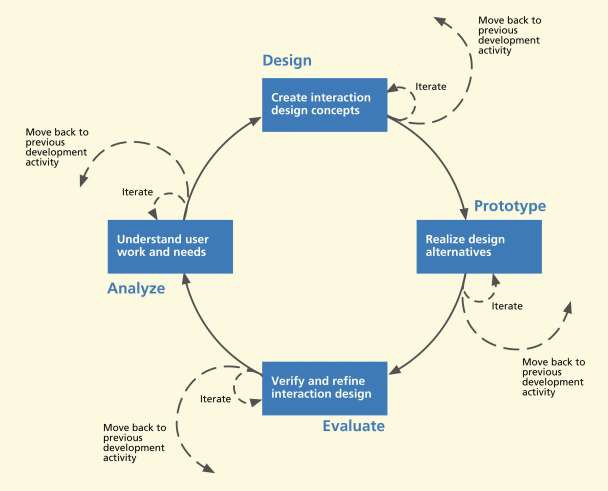 Move back to
previous
development
activity
Design
Create interaction
design concepts
Iterate
Move back to
previous
development
activity
Iterate
Prototype
Understand user
work and needs
Realize design
alternatives
Analyze
Iterate
Move back to
previous
development
activity
Verify and refine
interaction design
Iterate
Evaluate
Move back to
previous
development
activity